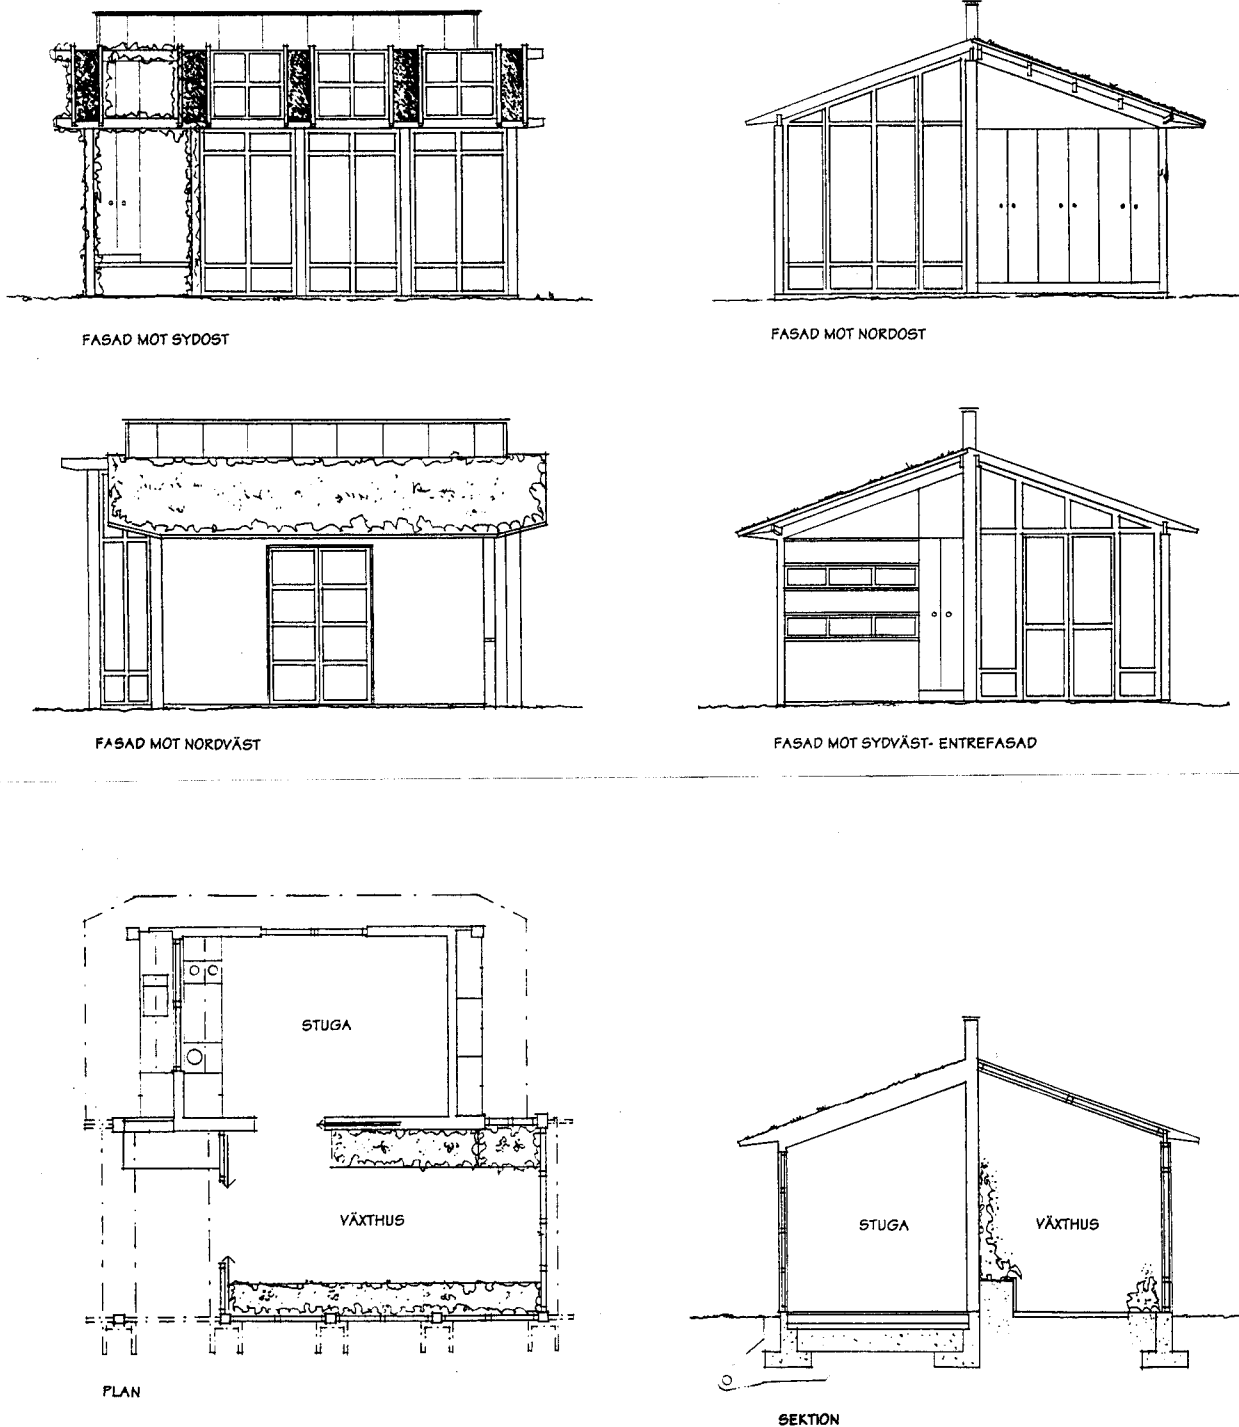 FASAD MOT SYDOST
FASAD MOT NORDOST
FASAD MOT NORDVÄST
FASAD MOT SYDVÄST- ENTREFASAD
STUGA
VÄXTHUS
PLAN
STUGA
VÄXTHUS
SEKTION